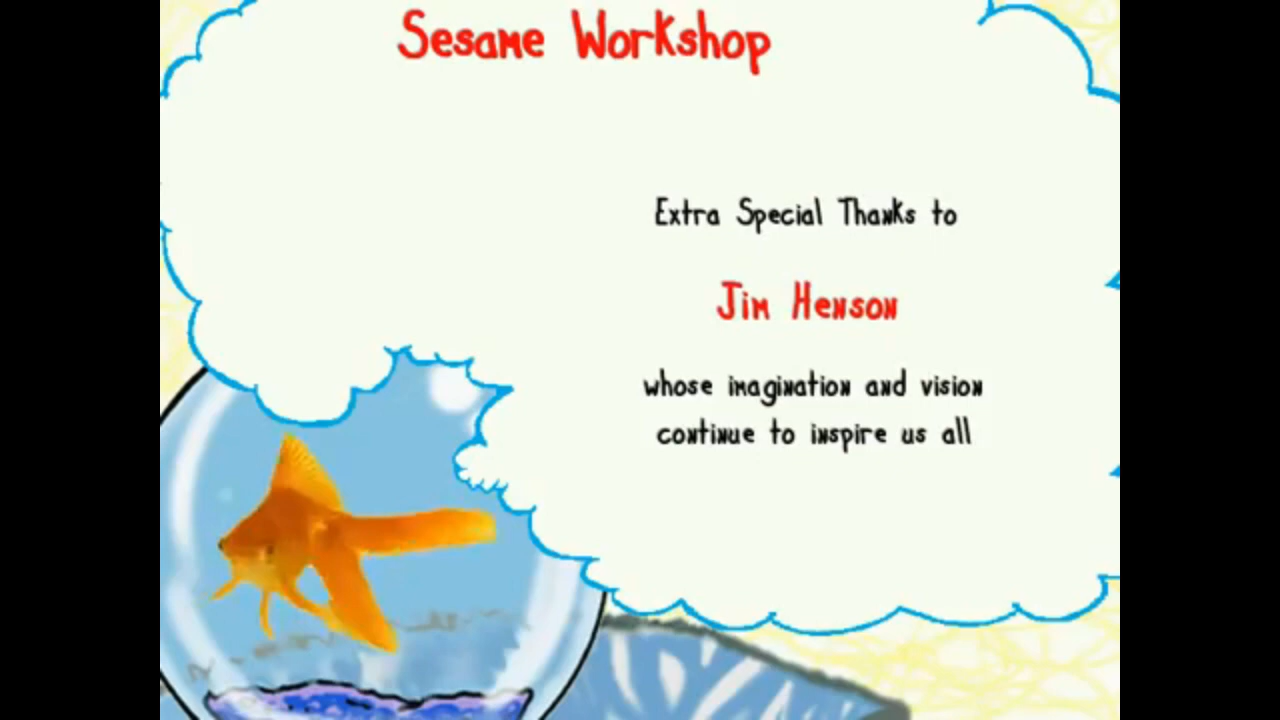 Sesame Workshop
Extra Special Thanks to
Jim Henson
whose imagination and vision
continue to inspire us all